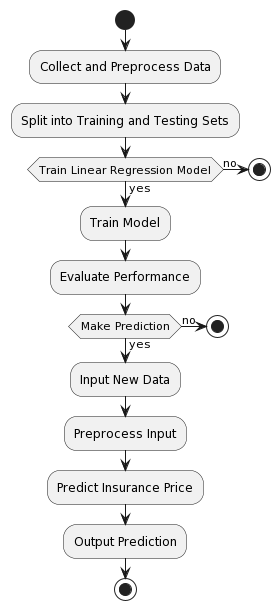 Collect and Preprocess Data
Split into Training and Testing Sets
Train Linear Regression Model
no
yes
Train Model
Evaluate Performance
Make Prediction
no
yes
Input New Data
Preprocess Input
Predict Insurance Price
Output Prediction